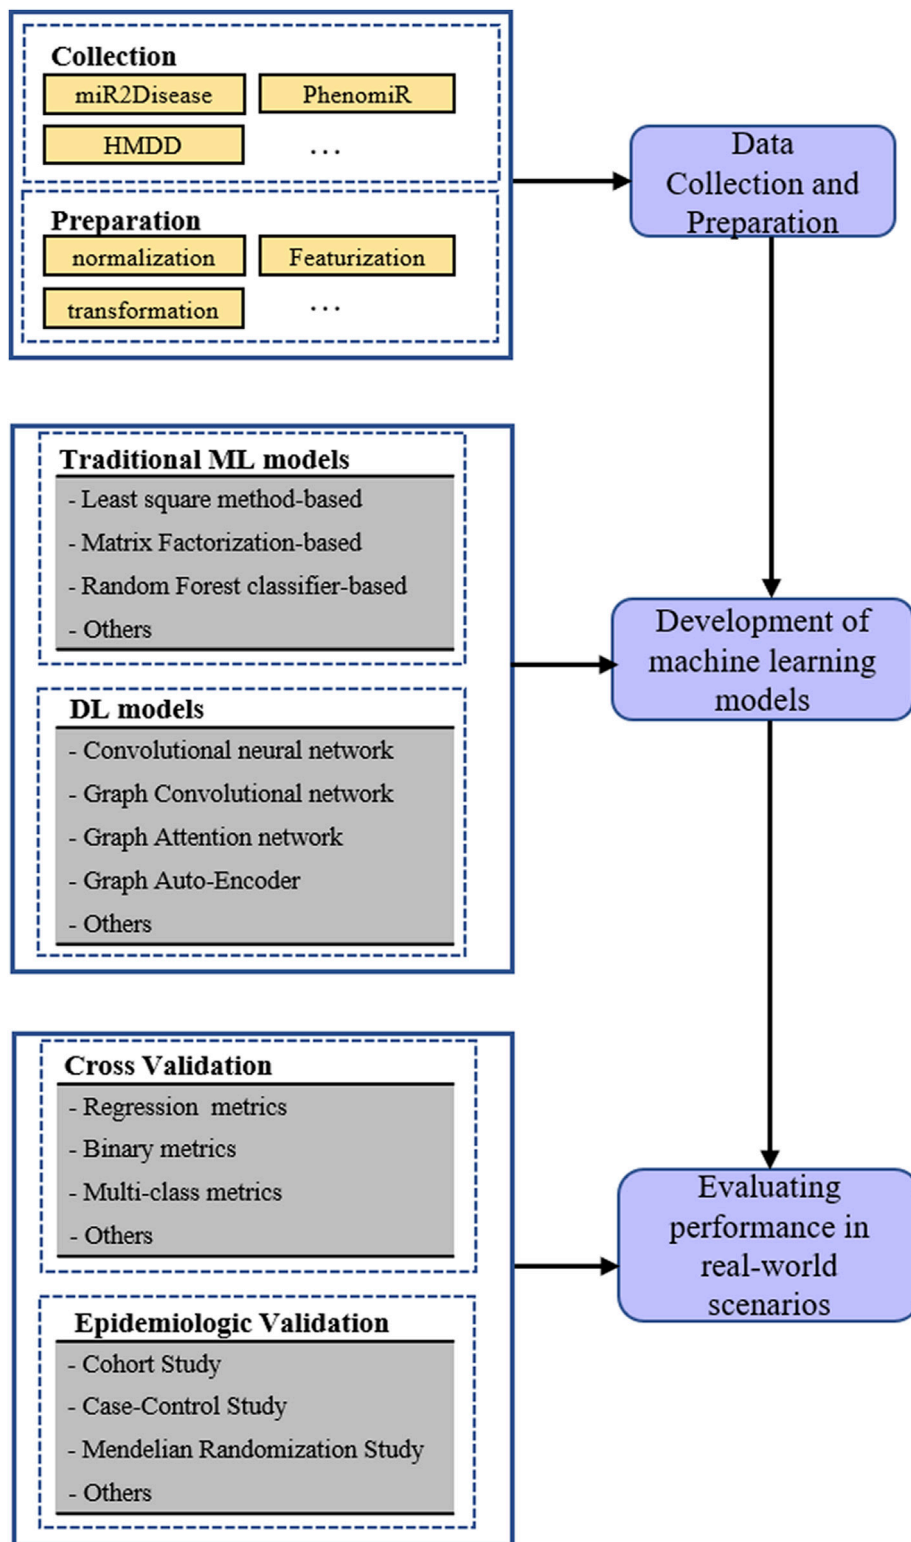 Collection
miR2Disease
PhenomiR
HMDD
...
Preparation
normalization
Featurization
transformation
...
Data
Collection and
Preparation
Traditional ML models
- Least square method-based
- Matrix Factorization-based
- Random Forest classifier-based
- Others
DL models
- Convolutional neural network
- Graph Convolutional network
- Graph Attention network
- Graph Auto-Encoder
- Others
Development of
machine learning
models
Cross Validation
- Regression metrics
- Binary metrics
- Multi-class metrics
- Others
Epidemiologic Validation
- Cohort Study
- Case-Control Study
- Mendelian Randomization Study
- Others
Evaluating
performance in
real-world
scenarios